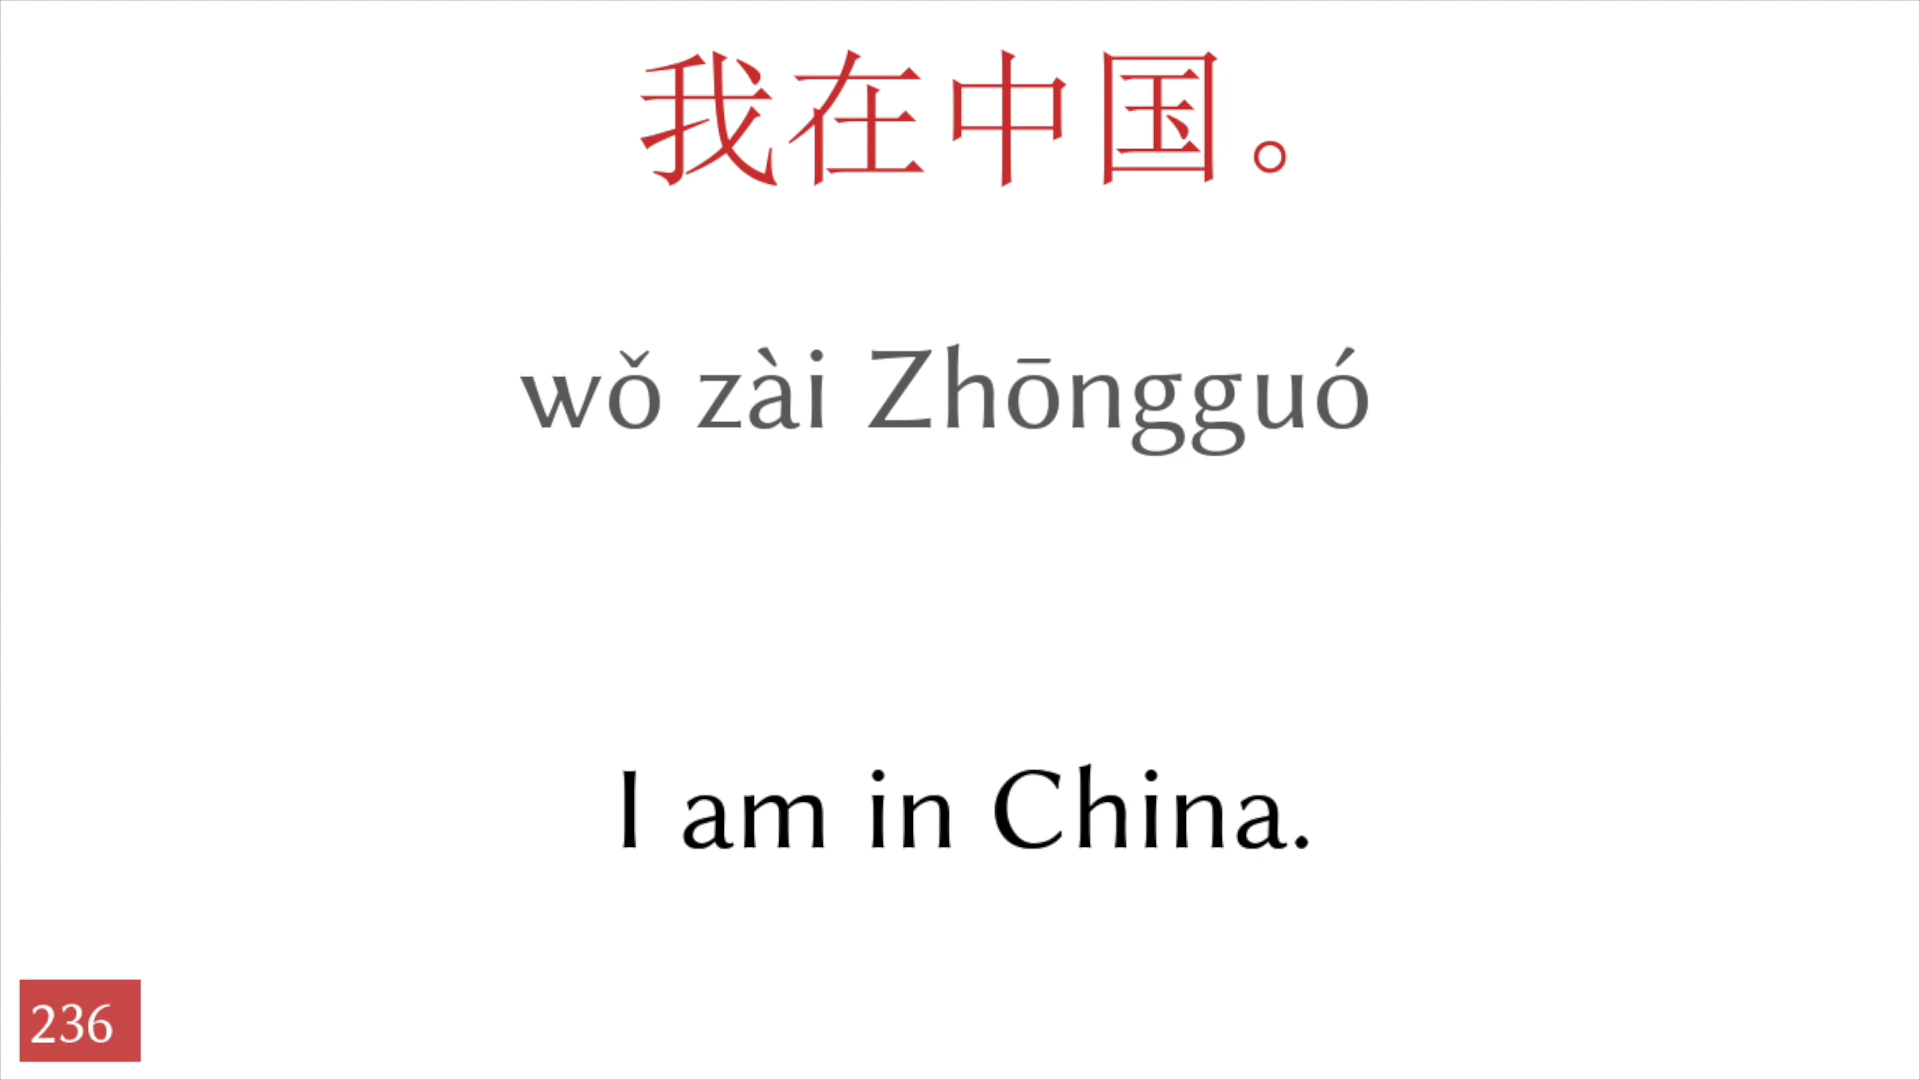 我在中国。
wǒ zài Zhōngguó
I am in China.
236